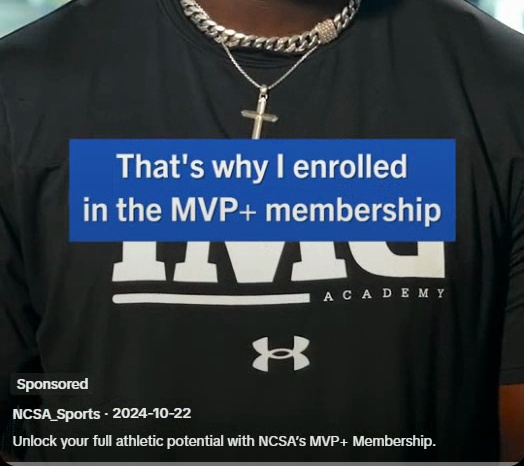 That's why I enrolled
in the MVP+ membership
IMG
ACADEMY
Sponsored
NCSA_Sports · 2024-10-22
Unlock your full athletic potential with NCSA's MVP+ Membership.